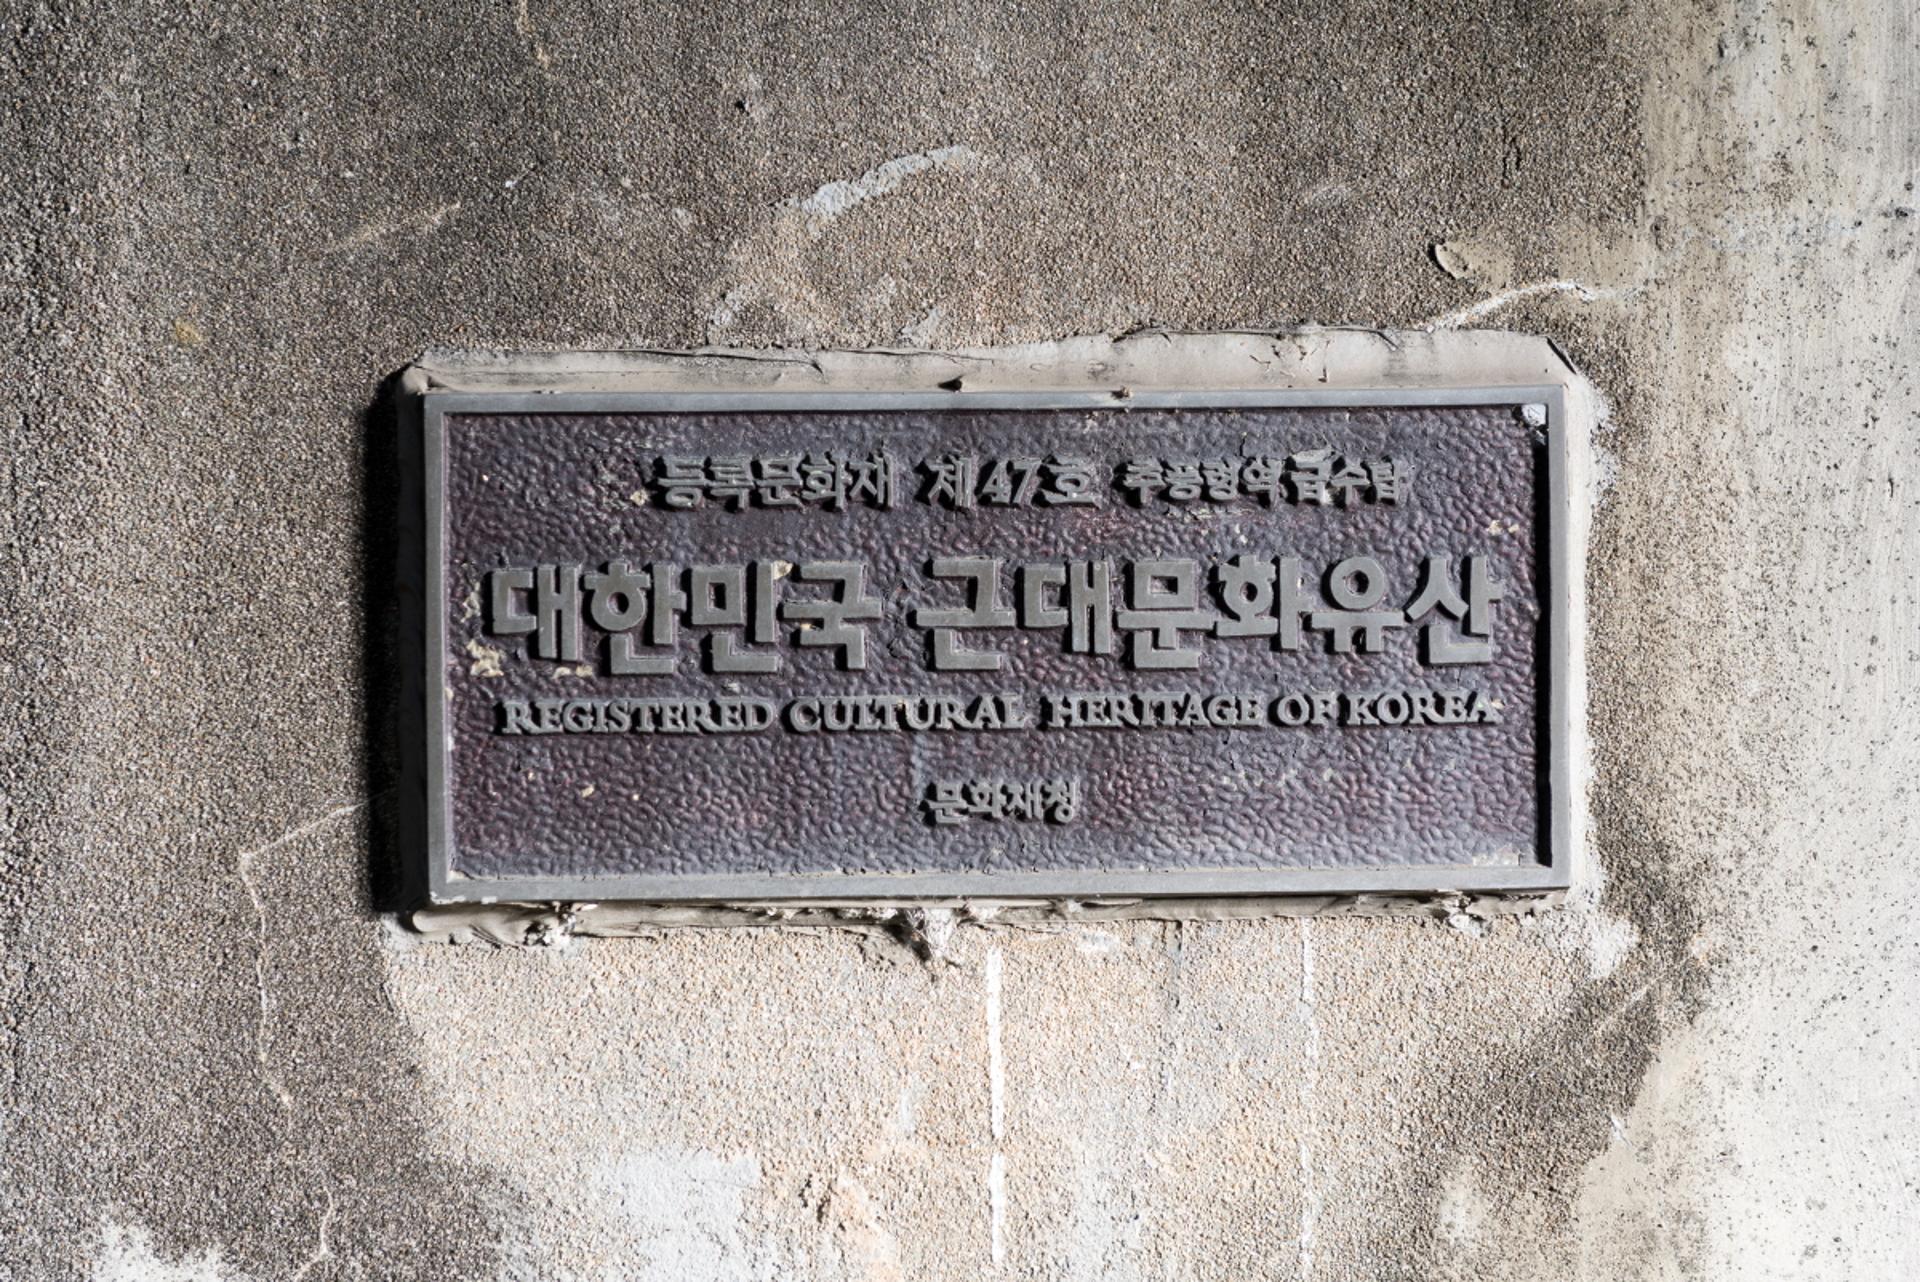 등록문화재 제47호 추풍령역급수탑
대한민국 근대문화유산
REGISTERED CULTURAL HERITAGE OF KOREA
문화재청